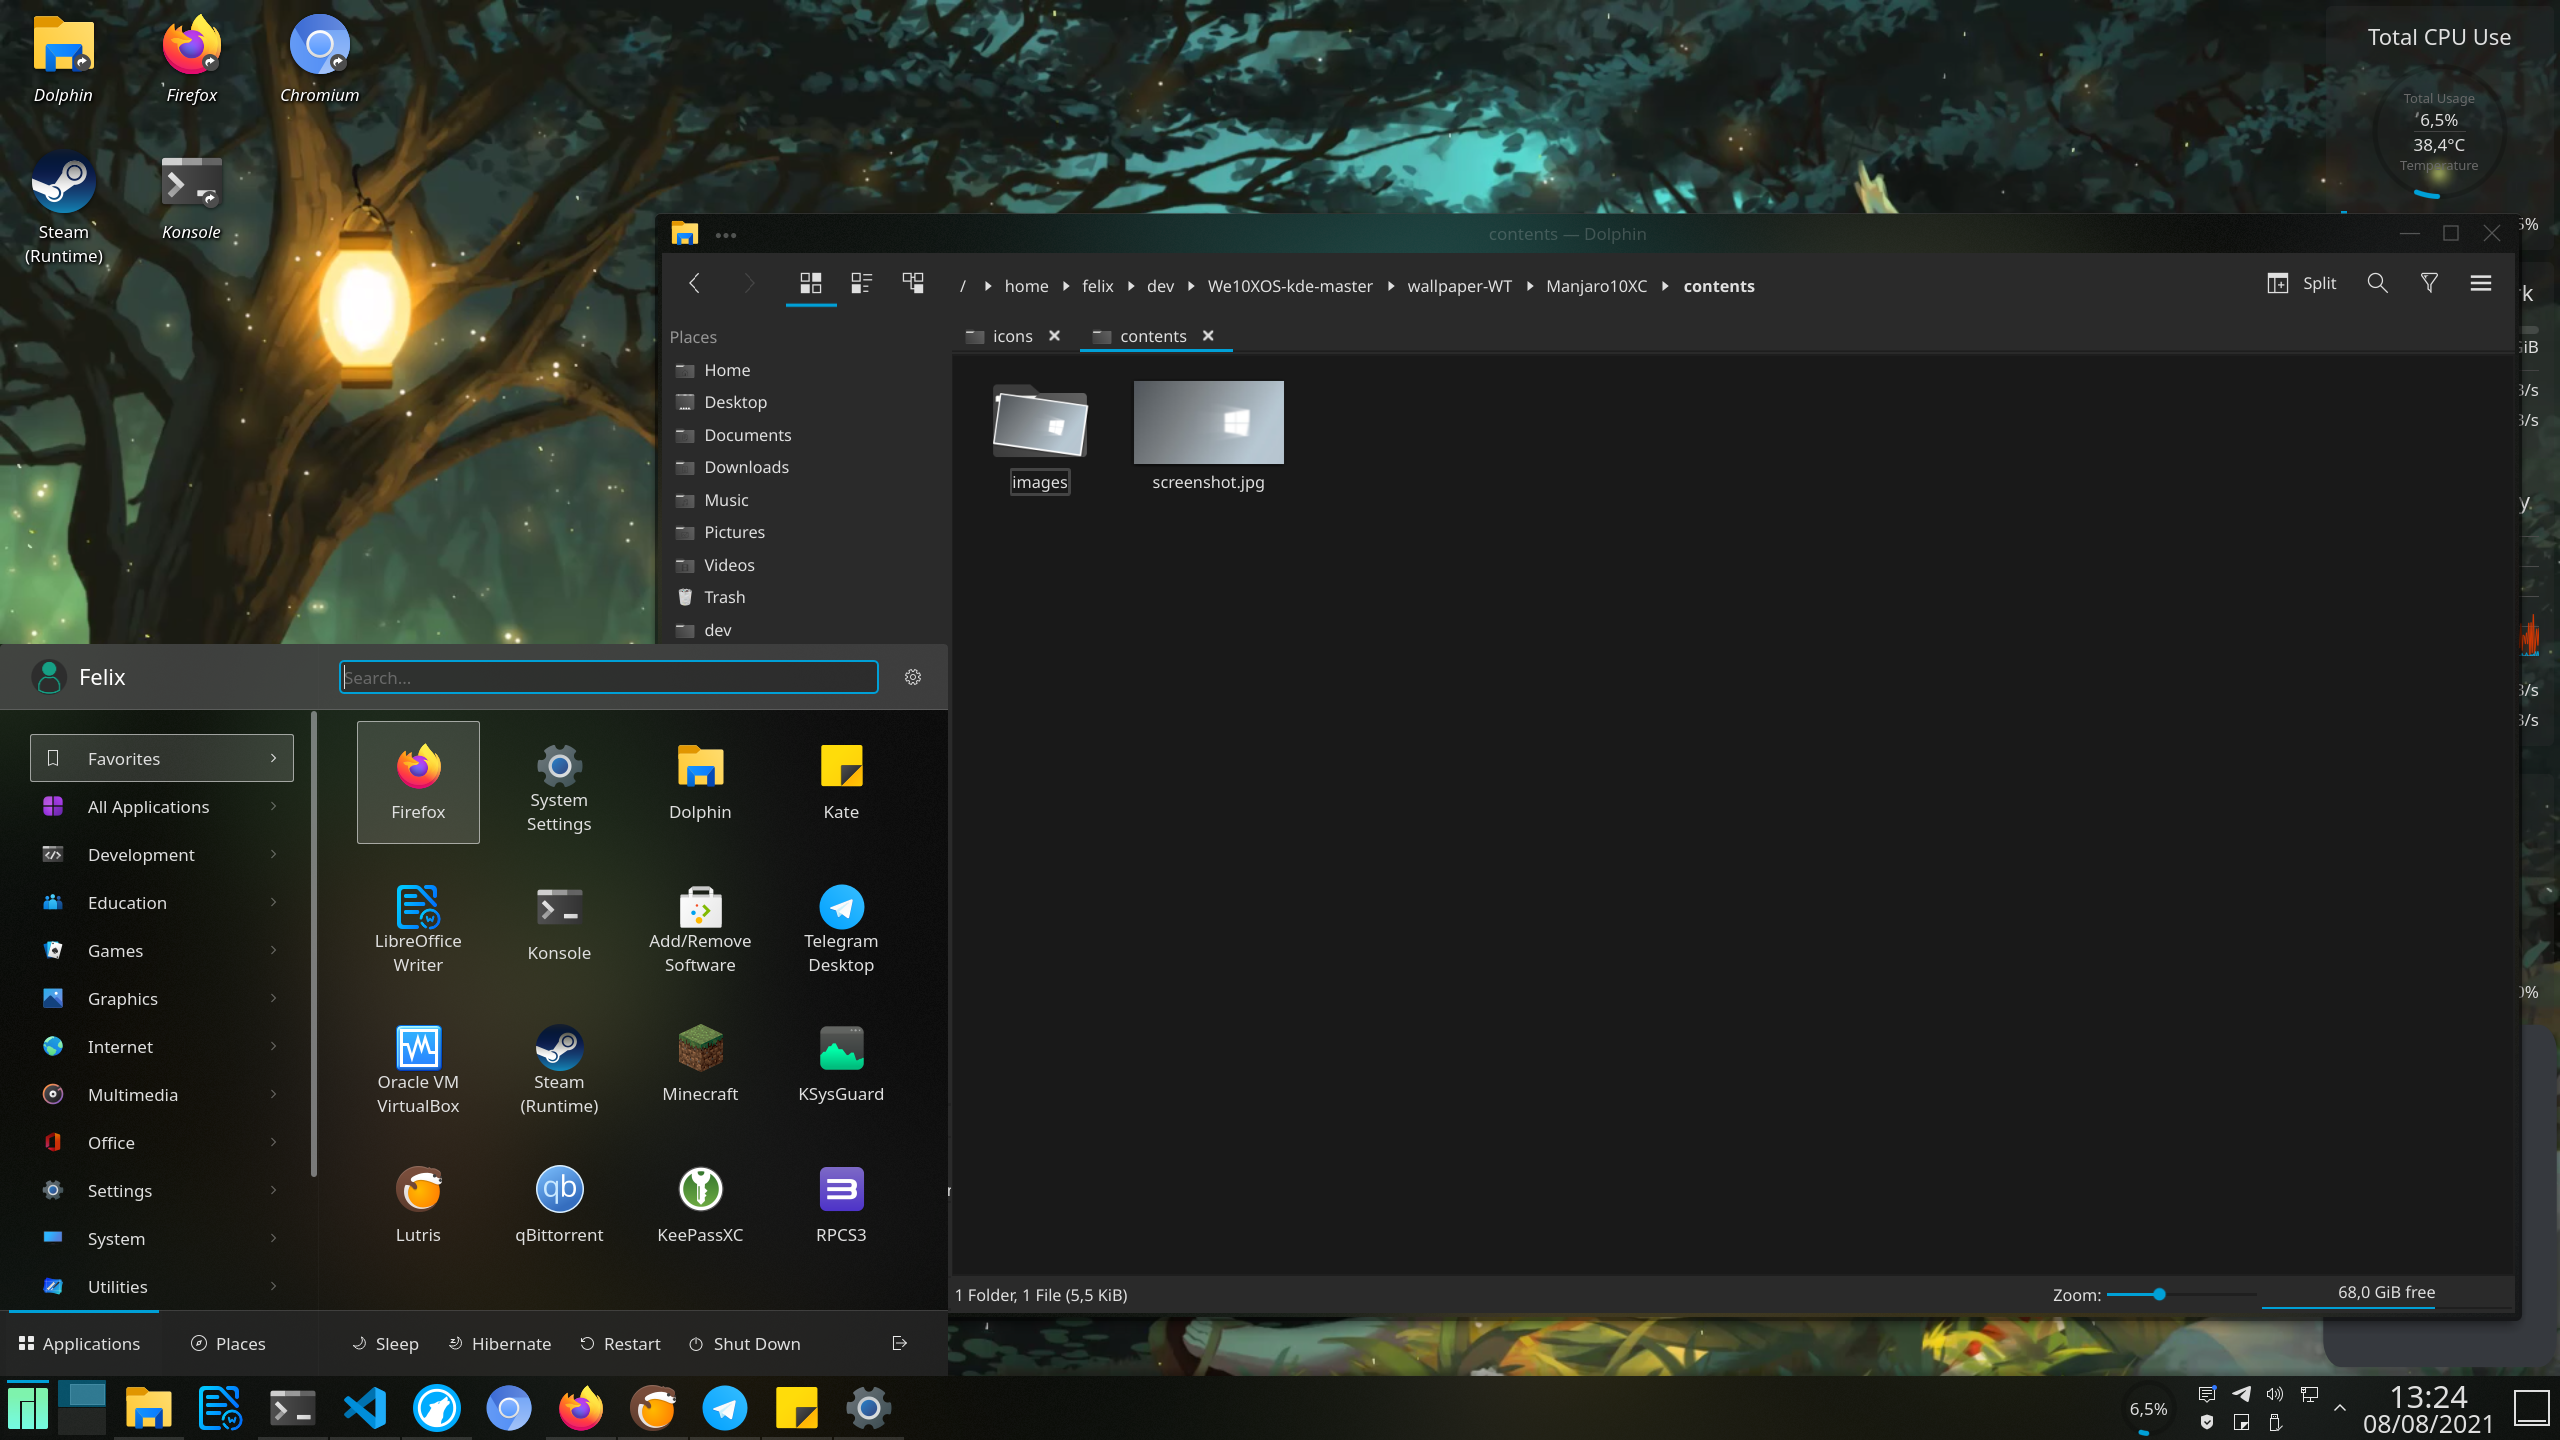 Dolphin
Firefox
Chromium
Steam
(Runtime)
Konsole
Total CPU Use
Total Usage
6,5%
38,4°C
Temperature
5%
contents — Dolphin
/ home felix dev We10XOS-kde-master wallpaper-WT Manjaro10XC contents
Split
k
Places
icons
contents
iB
Home
Desktop
Documents
Downloads
Music
Pictures
Videos
Trash
dev
images
screenshot.jpg
B/s
B/s
y
B/s
B/s
0%
Felix
Search...
Favorites
All Applications
Development
Education
Games
Graphics
Internet
Multimedia
Office
Settings
System
Utilities
Firefox
System
Settings
Dolphin
Kate
LibreOffice
Writer
Konsole
Add/Remove
Software
Telegram
Desktop
Oracle VM
VirtualBox
Steam
(Runtime)
Minecraft
KSysGuard
Lutris
qb
qBittorrent
KeePassXC
RPCS3
1 Folder, 1 File (5,5 KiB)
Zoom:
68,0 GiB free
Applications
Places
Sleep
Hibernate
Restart
Shut Down
6,5%
13:24
08/08/2021